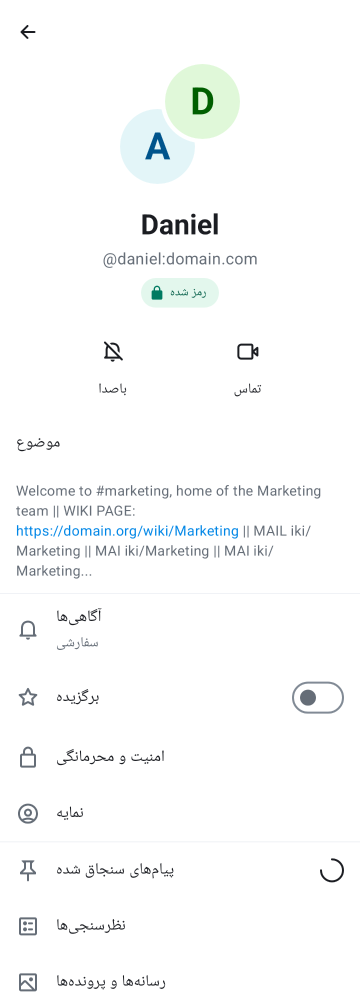 D
A
Daniel
@daniel:domain.com
رمز شده
باصدا
تماس
موضوع
Welcome to #marketing, home of the Marketing
team || WIKI PAGE:
https://domain.org/wiki/Marketing || MAIL iki/
Marketing || MAI iki/Marketing || MAI iki/
Marketing...
آگاهی‌ها
سفارشی
برگزیده
امنیت و محرمانگی
نمایه
پیام‌های سنجاق شده
نظرسنجی‌ها
رسانه‌ها و پرونده‌ها